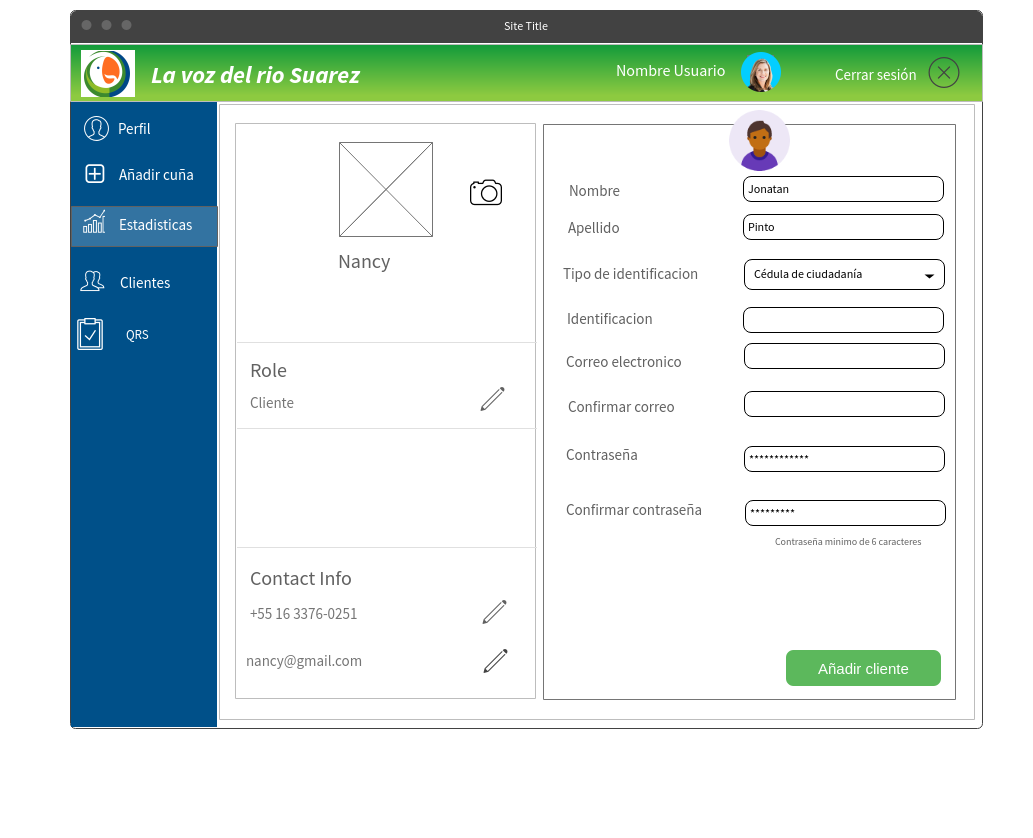 Site Title
La voz del rio Suarez
Nombre Usuario
Cerrar sesión
Perfil
Añadir cuña
Estadisticas
Clientes
QRS
Nancy
Role
Cliente
Contact Info
+55 16 3376-0251
nancy@gmail.com
Nombre
Jonatan
Apellido
Pinto
Tipo de identificacion
Cédula de ciudadanía
Identificacion
Correo electronico
Confirmar correo
Contraseña
************
Confirmar contraseña
*********
Contraseña minimo de 6 caracteres
Añadir cliente